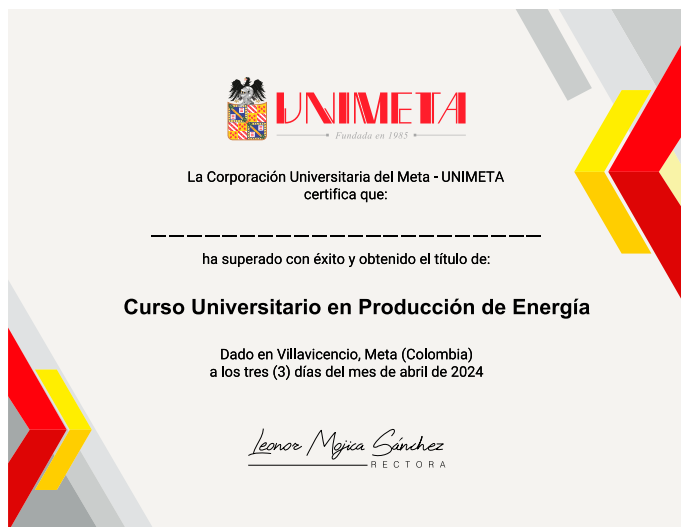 UNIMETA
Fundada en 1985
La Corporación Universitaria del Meta - UNIMETA
certifica que:
ha superado con éxito y obtenido el título de:
Curso Universitario en Producción de Energía
Dado en Villavicencio, Meta (Colombia)
a los tres (3) días del mes de abril de 2024
Leonor Mojica Sánchez
RECTORA